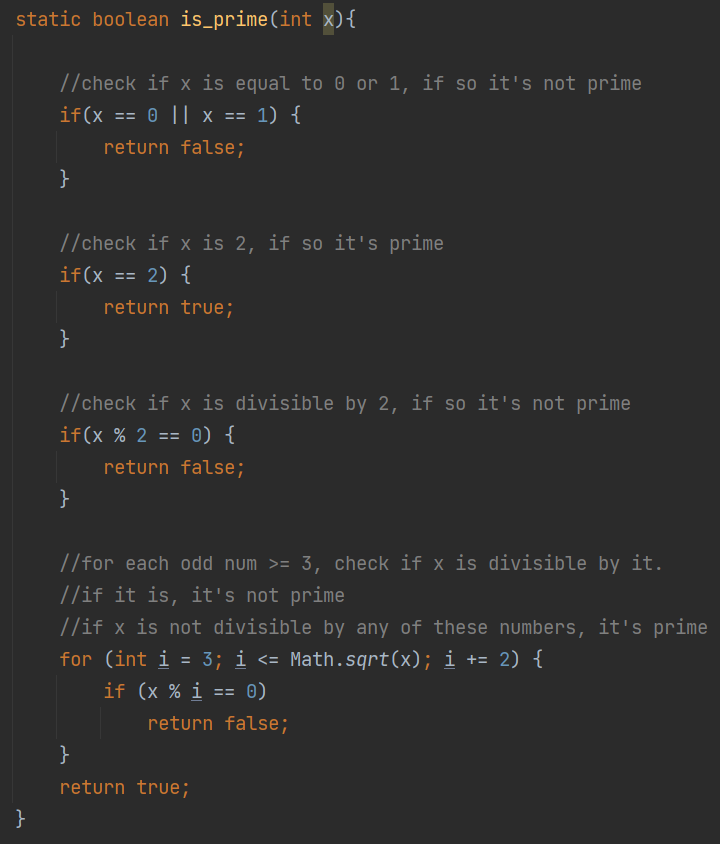 static boolean is_prime(int x){
//check if x is equal to 0 or 1, if so it's not prime
if(x == 0 || x == 1) {
return false;
}
//check if x is 2, if so it's prime
if(x == 2) {
return true;
}
//check if x is divisible by 2, if so it's not prime
if(x % 2 == 0) {
return false;
}
//for each odd num >= 3, check if x is divisible by it.
//if it is, it's not prime
//if x is not divisible by any of these numbers, it's prime
for (int i = 3; i <= Math.sqrt(x); i += 2) {
if (x % i == 0)
return false;
}
return true;
}